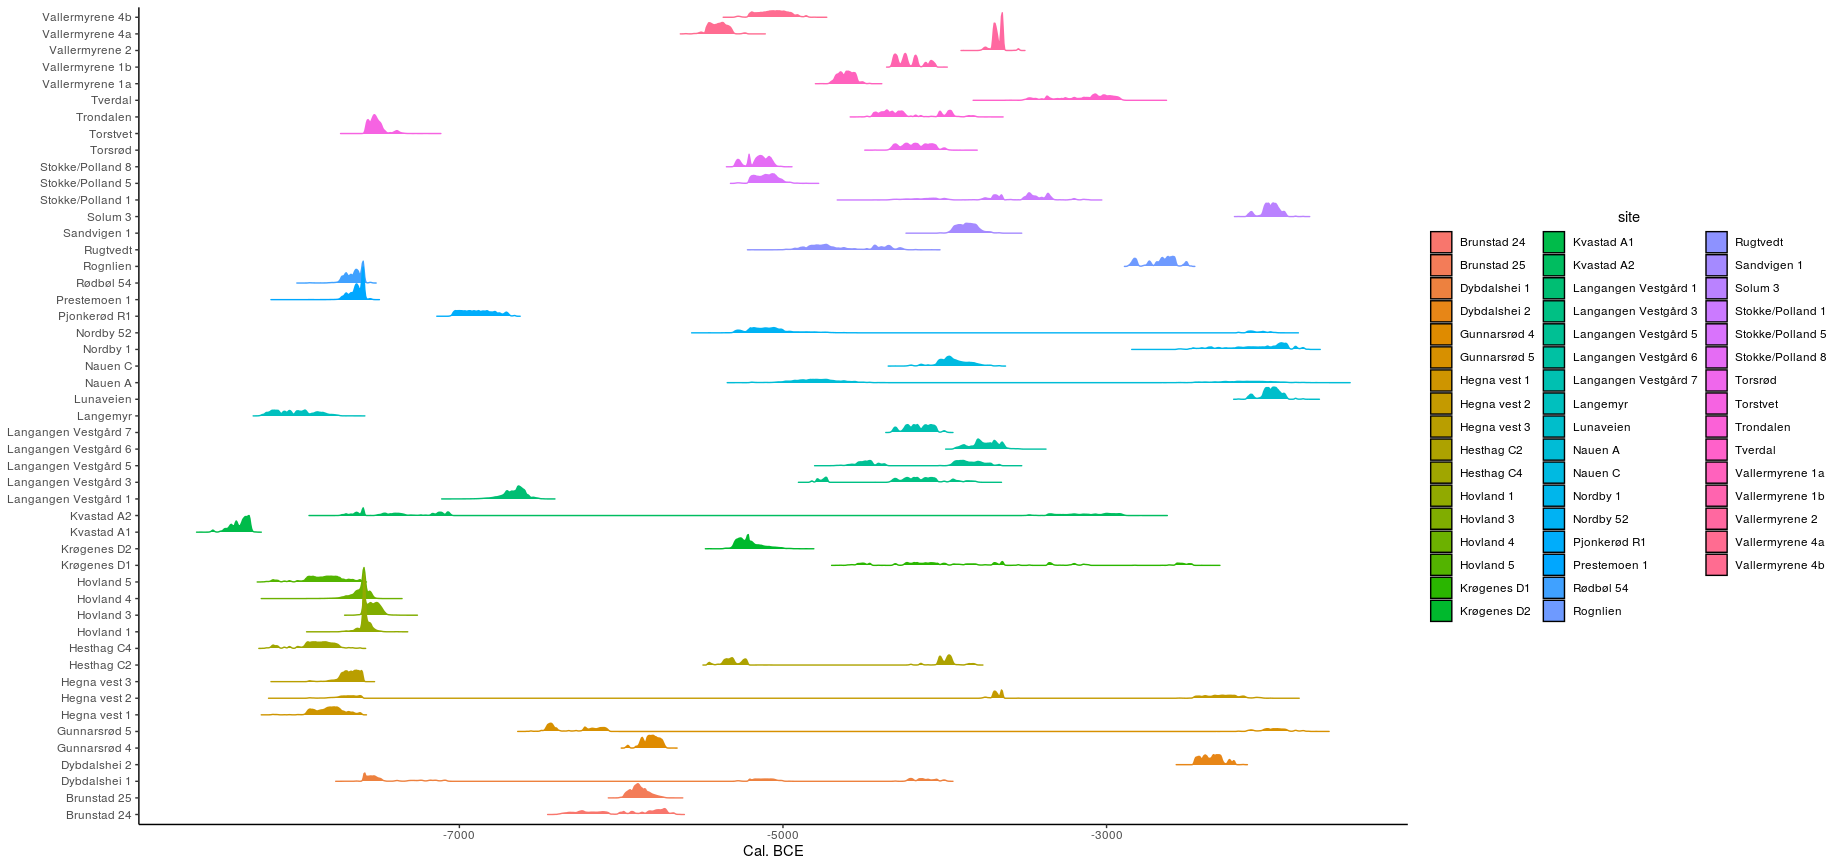 Vallermyrene 4b
Vallermyrene 4a
Vallermyrene 2
Vallermyrene 1b
Vallermyrene 1a
Tverdal
Trondalen
Torstvet
Torsrød
Stokke/Polland 8
Stokke/Polland 5
Stokke/Polland 1
Solum 3
Sandvigen 1
Rugtvedt
Rognlien
Rødbøl 54
Prestemoen 1
Pjonkerød R1
Nordby 52
Nordby 1
Nauen C
Nauen A
Lunaveien
Langemyr
Langangen Vestgård 7
Langangen Vestgård 6
Langangen Vestgård 5
Langangen Vestgård 3
Langangen Vestgård 1
Kvastad A2
Kvastad A1
Krøgenes D2
Krøgenes D1
Hovland 5
Hovland 4
Hovland 3
Hovland 1
Hesthag C4
Hesthag C2
Hegna vest 3
Hegna vest 2
Hegna vest 1
Gunnarsrød 5
Gunnarsrød 4
Dybdalshei 2
Dybdalshei 1
Brunstad 25
Brunstad 24
-7000 -5000 -3000
Cal. BCE
site
Brunstad 24
Brunstad 25
Dybdalshei 1
Dybdalshei 2
Gunnarsrød 4
Gunnarsrød 5
Hegna vest 1
Hegna vest 2
Hegna vest 3
Hesthag C2
Hesthag C4
Hovland 1
Hovland 3
Hovland 4
Hovland 5
Krøgenes D1
Krøgenes D2
Kvastad A1
Kvastad A2
Langangen Vestgård 1
Langangen Vestgård 3
Langangen Vestgård 5
Langangen Vestgård 6
Langangen Vestgård 7
Langemyr
Lunaveien
Nauen A
Nauen C
Nordby 1
Nordby 52
Pjonkerød R1
Prestemoen 1
Rødbøl 54
Rognlien
Rugtvedt
Sandvigen 1
Solum 3
Stokke/Polland 1
Stokke/Polland 5
Stokke/Polland 8
Torsrød
Torstvet
Trondalen
Tverdal
Vallermyrene 1a
Vallermyrene 1b
Vallermyrene 2
Vallermyrene 4a
Vallermyrene 4b